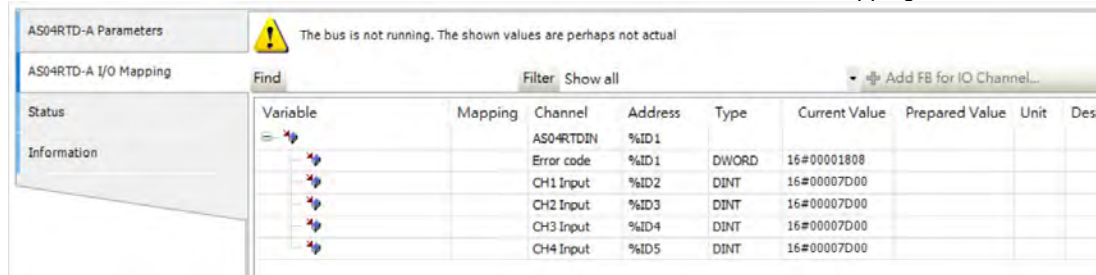 AS04RTD-A Parameters
The bus is not running. The shown values are perhaps not actual
AS04RTD-A I/O Mapping
Find Filter Show all Add FB for IO Channel...
Status
Information
Variable Mapping Channel Address Type Current Value Prepared Value Unit Des
AS04RTDIN %ID1
Error code %ID1 DWORD 16#00001808
CH1 Input %ID2 DINT 16#00007D00
CH2 Input %ID3 DINT 16#00007D00
CH3 Input %ID4 DINT 16#00007D00
CH4 Input %ID5 DINT 16#00007D00